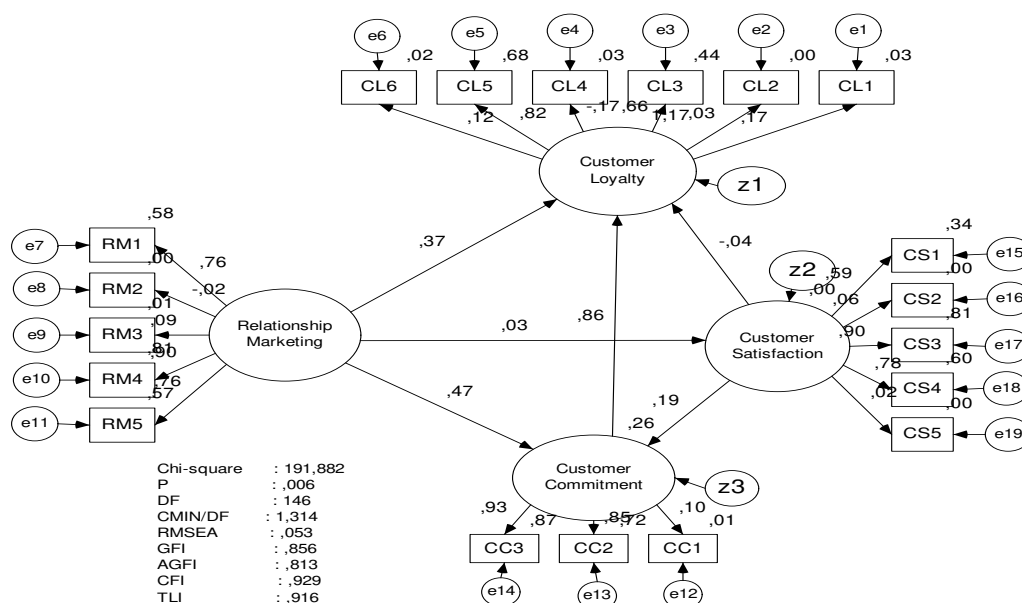 e6 e5 e4 e3 e2 e1
,02 ,68 ,03 ,44 ,00 ,03
CL6 CL5 CL4 CL3 CL2 CL1
,12 ,82 -,17 ,66 ,17 ,03 ,17
Customer
Loyalty
z1
,58
e7 RM1
,37 -,04 ,34
,76 CS1 e15
,00 z2 ,59 ,00
e8 RM2 -,02 ,00
,01 ,06 CS2 e16
e9 RM3 ,09 ,86 ,81
Relationship
Marketing
,03 Customer
Satisfaction
,90 CS3 e17
,81 ,90 ,60
e10 RM4 ,76 ,78 CS4 e18
,57 ,47 ,19 ,02 ,00
e11 RM5 ,26 CS5 e19
Customer
Commitment
z3
,93 ,87 ,85 ,72 ,10 ,01
CC3 CC2 CC1
e14 e13 e12
Chi-square : 191,882
P : ,006
DF : 146
CMIN/DF : 1,314
RMSEA : ,053
GFI : ,856
AGFI : ,813
CFI : ,929
TLI : ,916